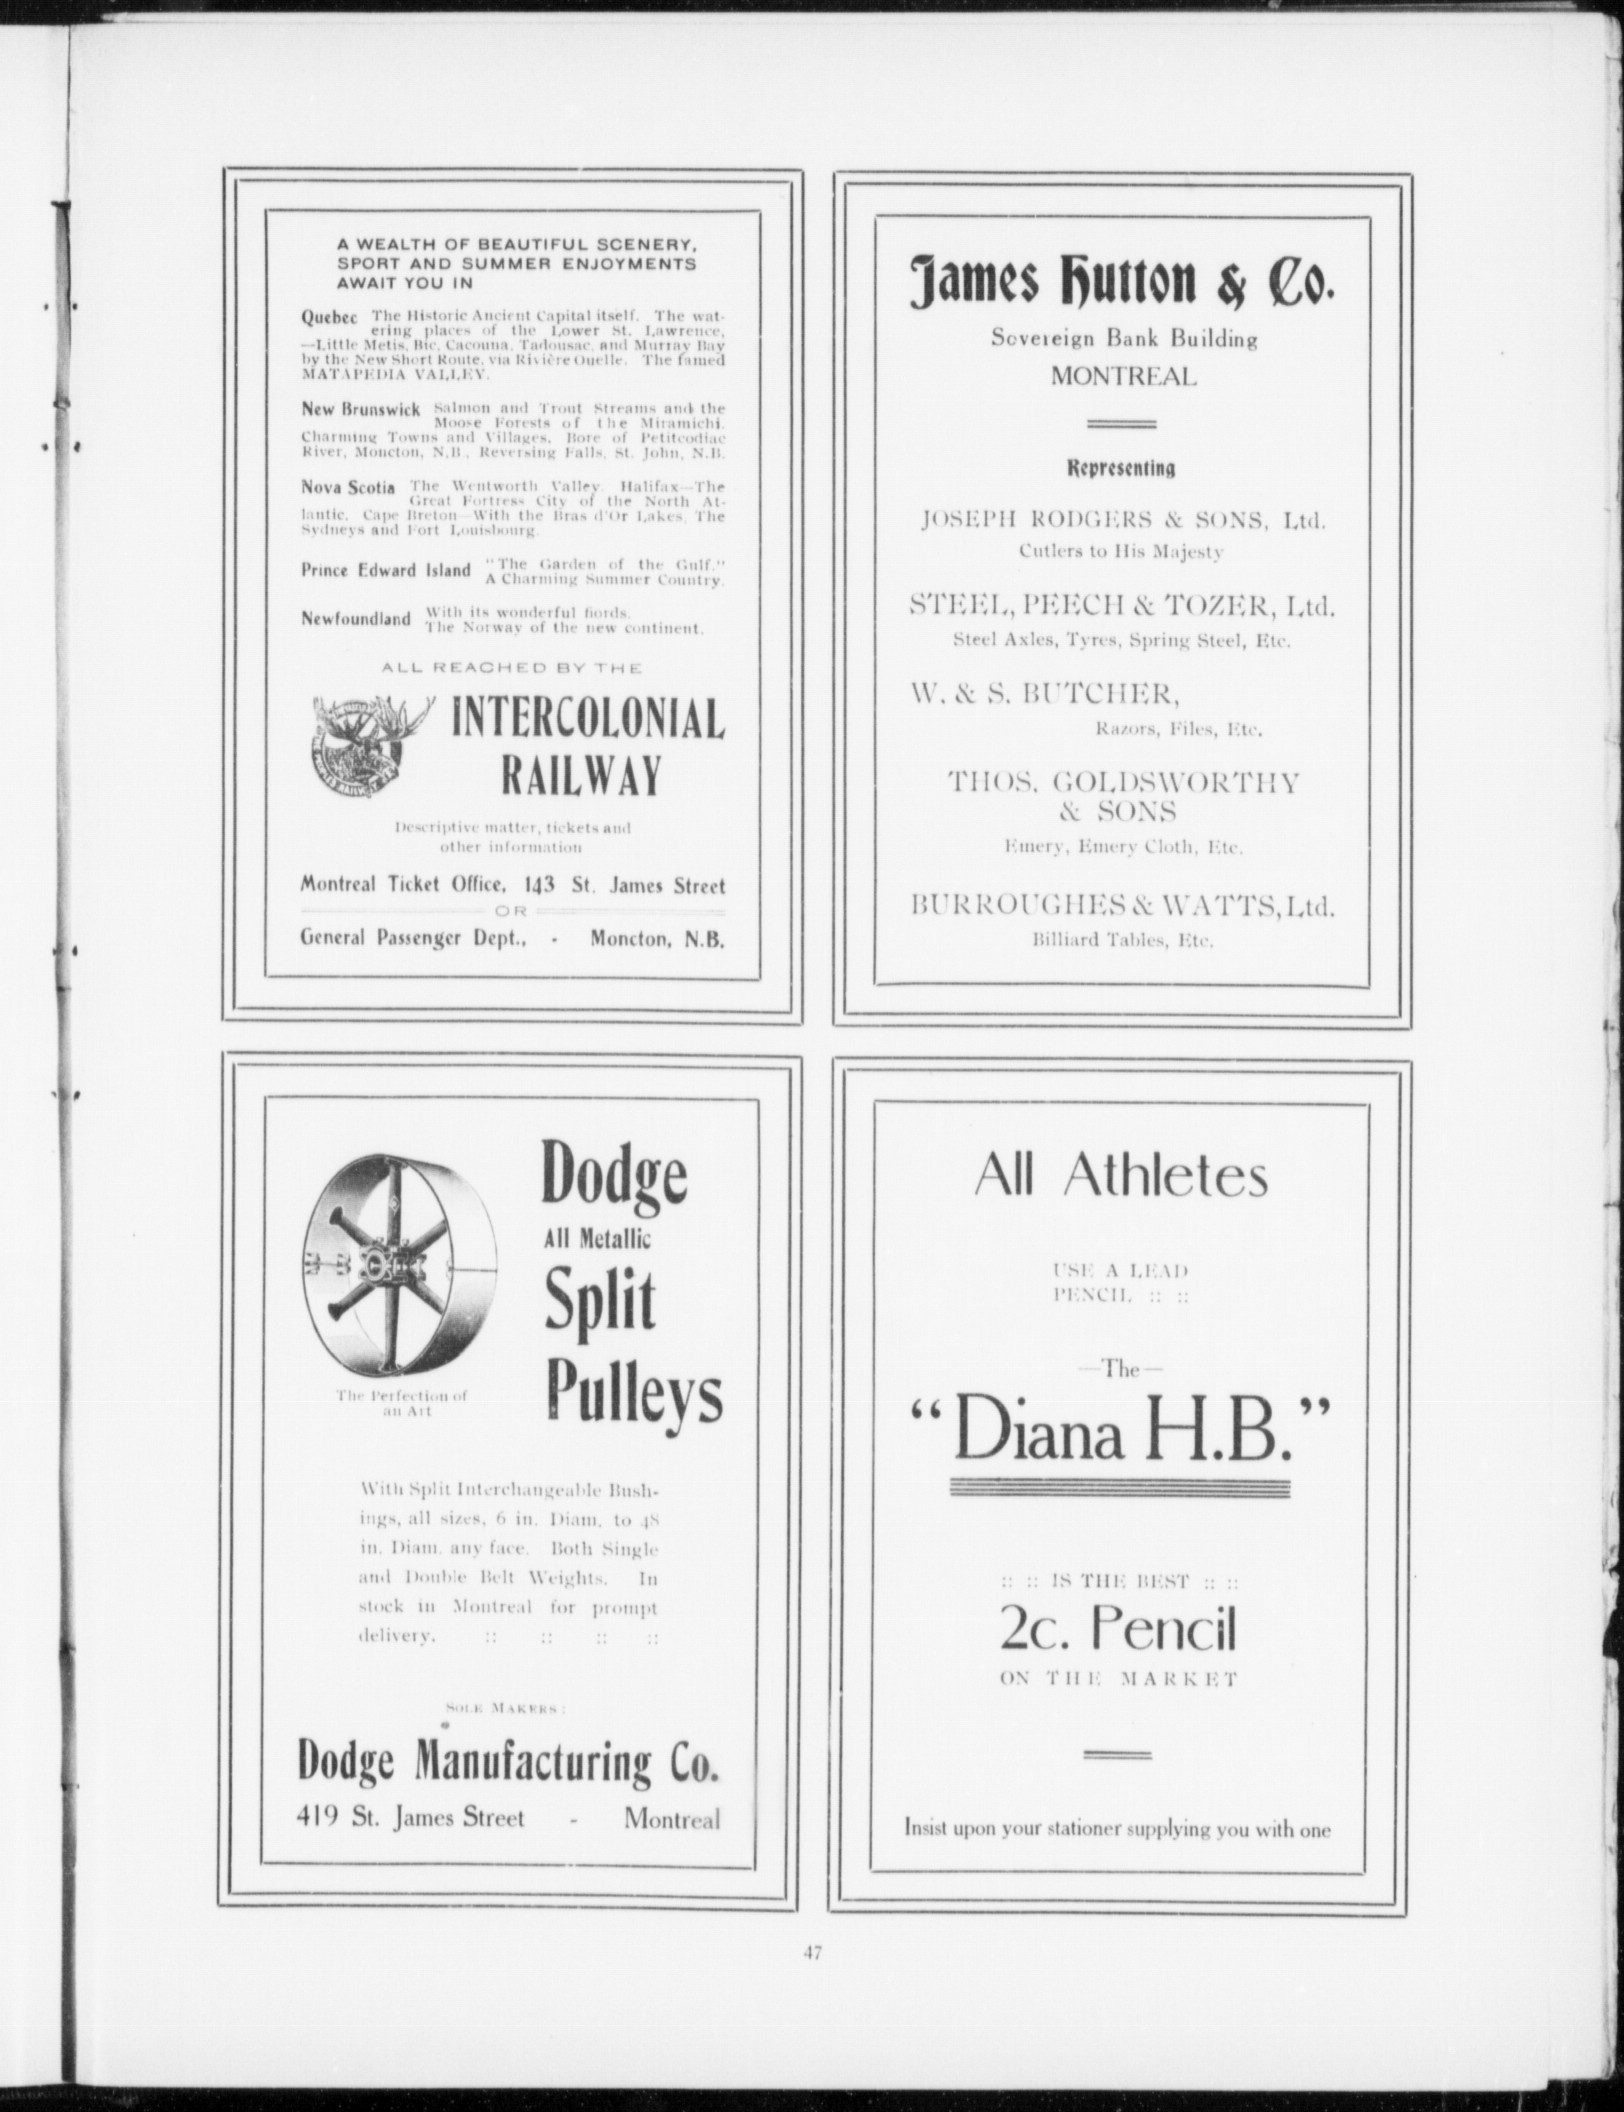 A WEALTH OF BEAUTIFUL SCENERY,
SPORT AND SUMMER ENJOYMENTS
AWAIT YOU IN
Quebec The Historic Ancient Capital itself. The wat-
ering places of the Lower St. Lawrence,
—Little Metis, Bic, Cacouna, Tadousac, and Murray Bay
by the New Short Route, via Rivière Ouelle. The famed
MATAPEDIA VALLEY.
New Brunswick Salmon and Trout Streams and the
Moose Forests of the Miramichi.
Charming Towns and Villages, Bore of Petitcodiac
River, Moncton, N.B., Reversing Falls, St. John, N.B.
Nova Scotia The Wentworth Valley. Halifax—The
Great Fortress City of the North At-
lantic. Cape Breton—With the Bras d'Or Lakes, The
Sydneys and Fort Louisbourg.
Prince Edward Island "The Garden of the Gulf."
A Charming Summer Country.
Newfoundland With its wonderful fiords.
The Norway of the new continent.
ALL REACHED BY THE
INTERCOLONIAL
RAILWAY
Descriptive matter, tickets and
other information
Montreal Ticket Office, 143 St. James Street
OR
General Passenger Dept., - Moncton, N.B.
James Hutton & Co.
Sovereign Bank Building
MONTREAL
Representing
JOSEPH RODGERS & SONS, Ltd.
Cutlers to His Majesty
STEEL, PEECH & TOZER, Ltd.
Steel Axles, Tyres, Spring Steel, Etc.
W. & S. BUTCHER,
Razors, Files, Etc.
THOS. GOLDSWORTHY
& SONS
Emery, Emery Cloth, Etc.
BURROUGHES & WATTS, Ltd.
Billiard Tables, Etc.
Dodge
All Metallic
Split
Pulleys
The Perfection of
an Art
With Split Interchangeable Bush-
ings, all sizes, 6 in. Diam. to 48
in. Diam. any face. Both Single
and Double Belt Weights. In
stock in Montreal for prompt
delivery. :: :: :: ::
SOLE MAKERS:
Dodge Manufacturing Co.
419 St. James Street - Montreal
All Athletes
USE A LEAD
PENCIL :: ::
—The—
"Diana H.B."
:: :: IS THE BEST :: ::
2c. Pencil
ON THE MARKET
Insist upon your stationer supplying you with one
47